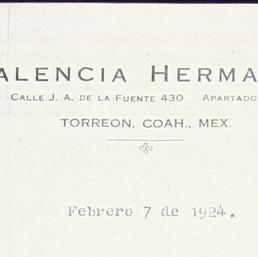 ALENCIA HERMA
CALLE J. A. DE LA FUENTE 430 APARTADO
TORREON, COAH., MEX.
Febrero 7 de 1924.